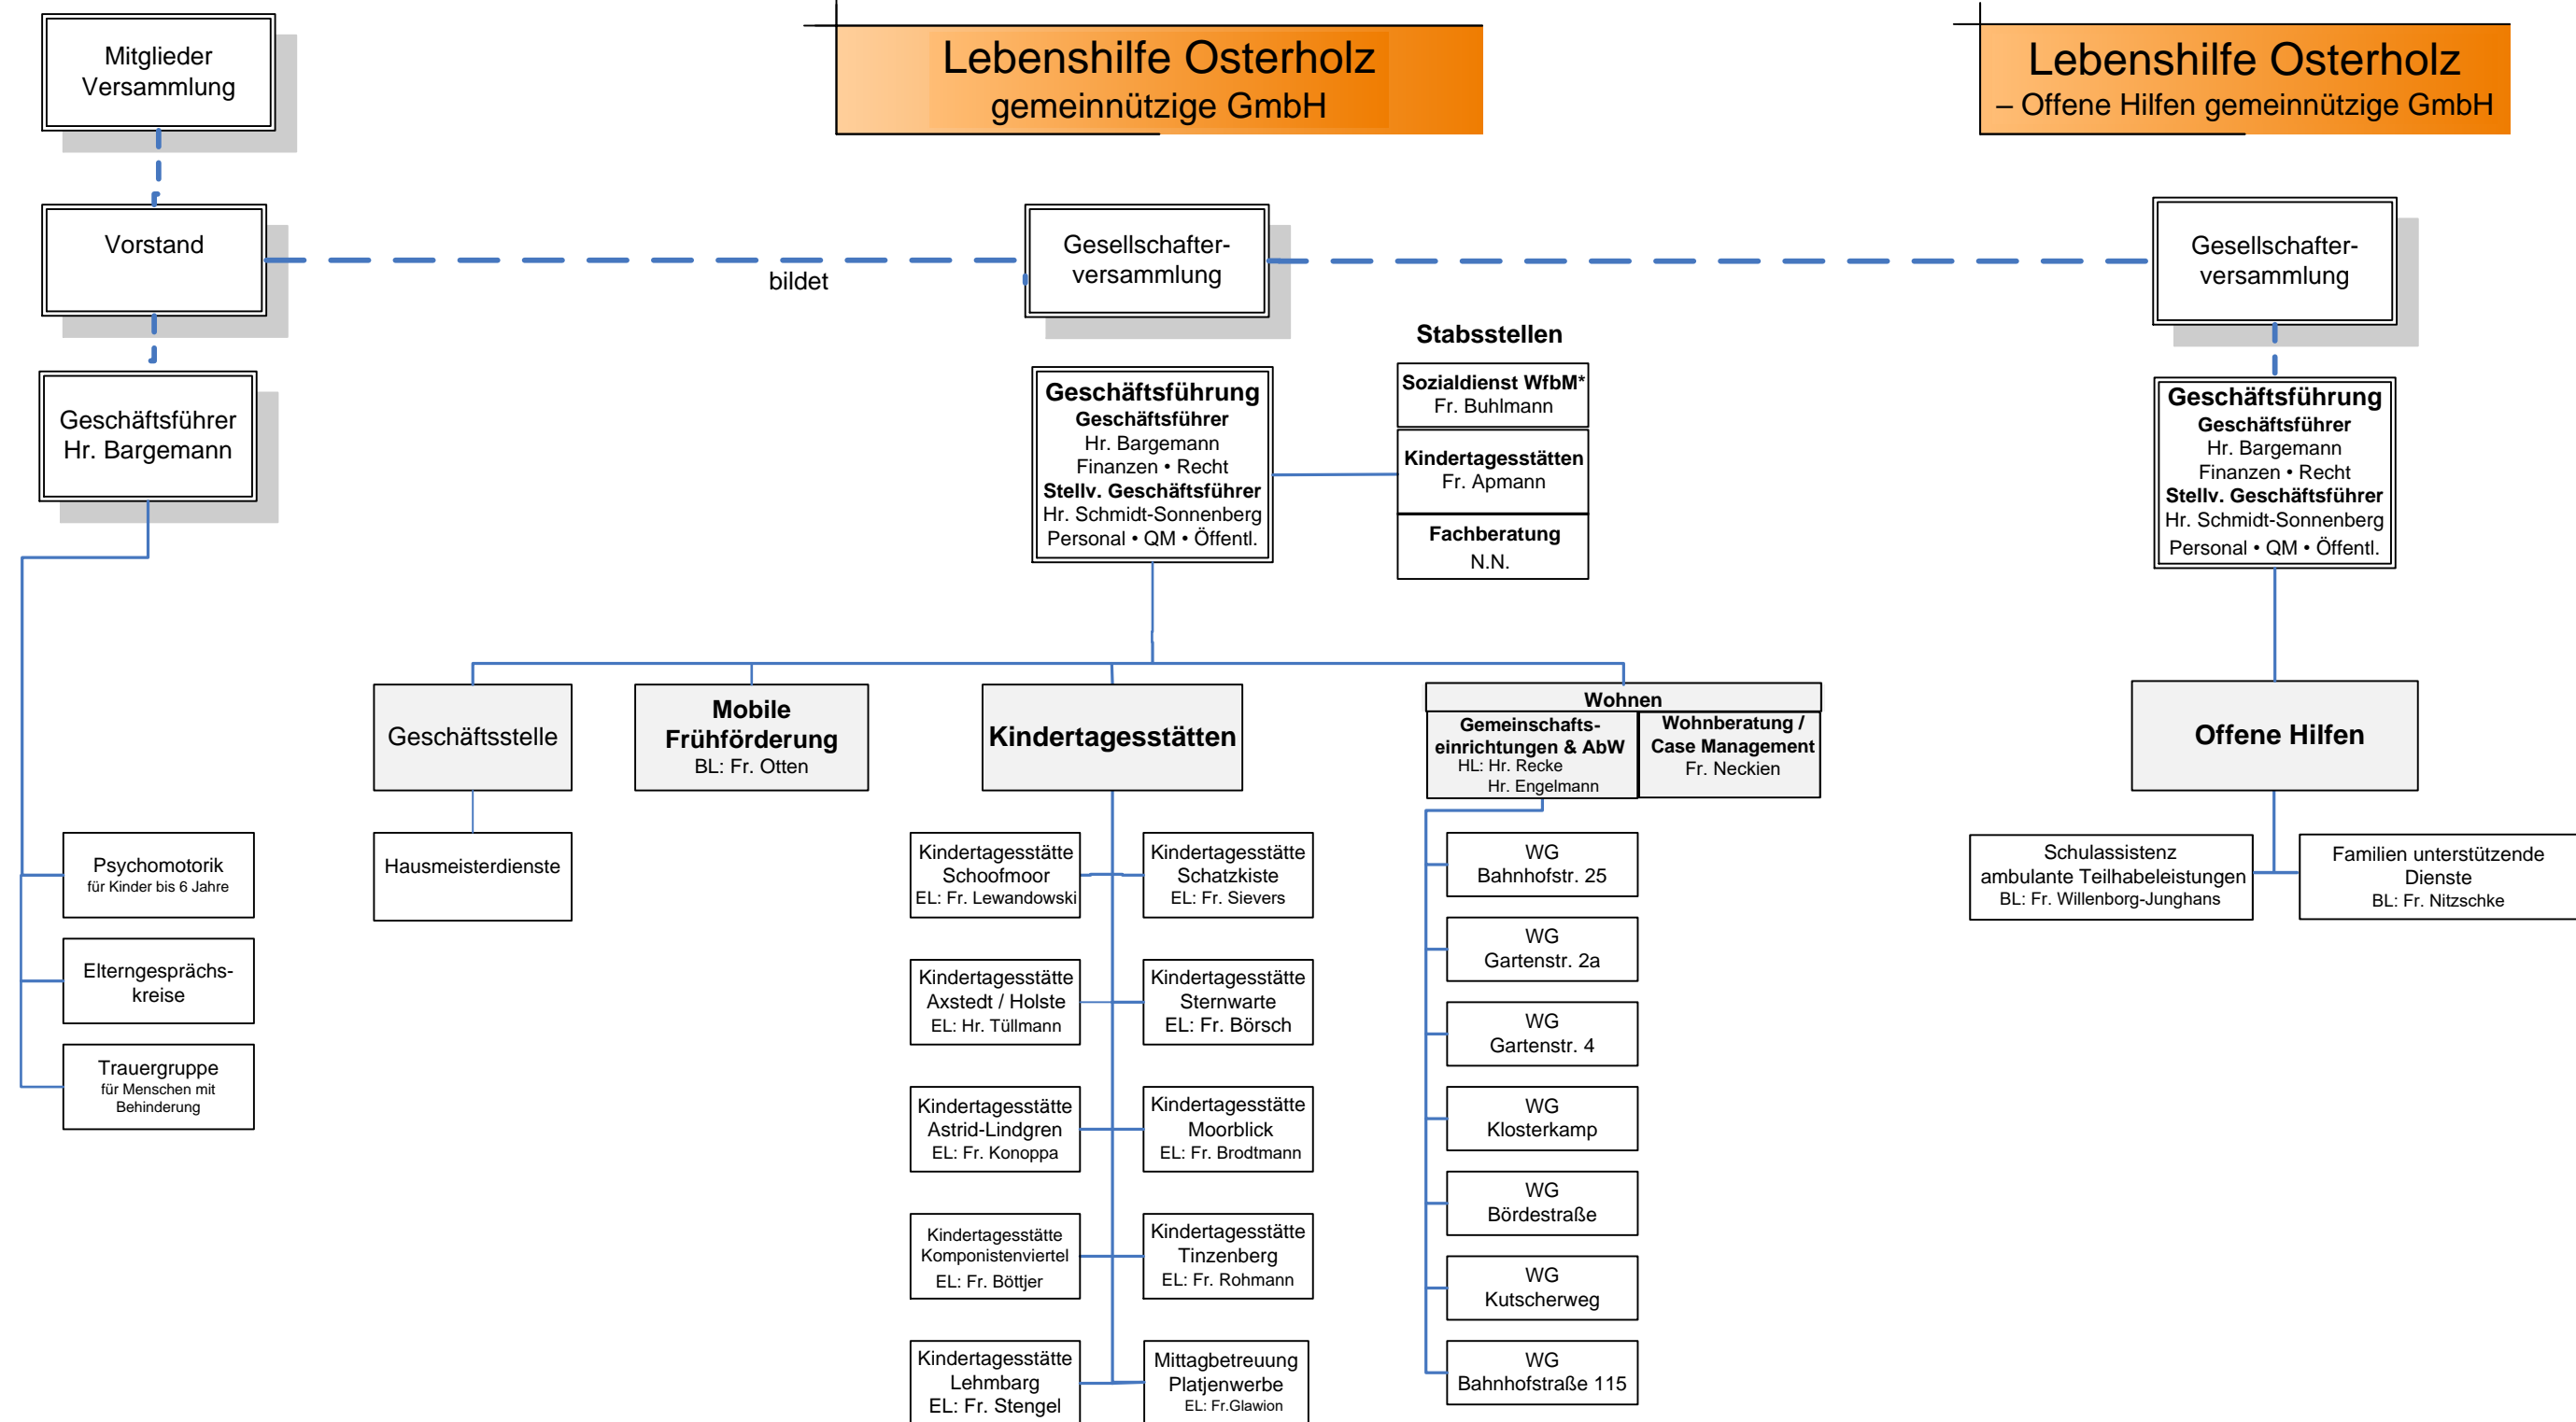 Mitglieder
Versammlung
Lebenshilfe Osterholz
gemeinnützige GmbH
Lebenshilfe Osterholz
– Offene Hilfen gemeinnützige GmbH
Vorstand
bildet
Gesellschafter-
versammlung
Gesellschafter-
versammlung
Geschäftsführer
Hr. Bargemann
Geschäftsführung
Geschäftsführer
Hr. Bargemann
Finanzen • Recht
Stellv. Geschäftsführer
Hr. Schmidt-Sonnenberg
Personal • QM • Öffentl.
Stabsstellen
Sozialdienst WfbM*
Fr. Buhlmann
Kindertagesstätten
Fr. Apmann
Fachberatung
N.N.
Geschäftsführung
Geschäftsführer
Hr. Bargemann
Finanzen • Recht
Stellv. Geschäftsführer
Hr. Schmidt-Sonnenberg
Personal • QM • Öffentl.
Geschäftsstelle
Mobile
Frühförderung
BL: Fr. Otten
Kindertagesstätten
Wohnen
Gemeinschafts-
einrichtungen & AbW
HL: Hr. Recke
Hr. Engelmann
Wohnberatung /
Case Management
Fr. Neckien
Offene Hilfen
Psychomotorik
für Kinder bis 6 Jahre
Elterngesprächs-
kreise
Trauergruppe
für Menschen mit
Behinderung
Hausmeisterdienste
Kindertagesstätte
Schoofmoor
EL: Fr. Lewandowski
Kindertagesstätte
Schatzkiste
EL: Fr. Sievers
Kindertagesstätte
Axstedt / Holste
EL: Hr. Tüllmann
Kindertagesstätte
Sternwarte
EL: Fr. Börsch
Kindertagesstätte
Astrid-Lindgren
EL: Fr. Konoppa
Kindertagesstätte
Moorblick
EL: Fr. Brodtmann
Kindertagesstätte
Komponistenviertel
EL: Fr. Böttjer
Kindertagesstätte
Tinzenberg
EL: Fr. Rohmann
Kindertagesstätte
Lehmbarg
EL: Fr. Stengel
Mittagbetreuung
Platjenwerbe
EL: Fr.Glawion
WG
Bahnhofstr. 25
WG
Gartenstr. 2a
WG
Gartenstr. 4
WG
Klosterkamp
WG
Bördestraße
WG
Kutscherweg
WG
Bahnhofstraße 115
Schulassistenz
ambulante Teilhabeleistungen
BL: Fr. Willenborg-Junghans
Familien unterstützende
Dienste
BL: Fr. Nitzschke